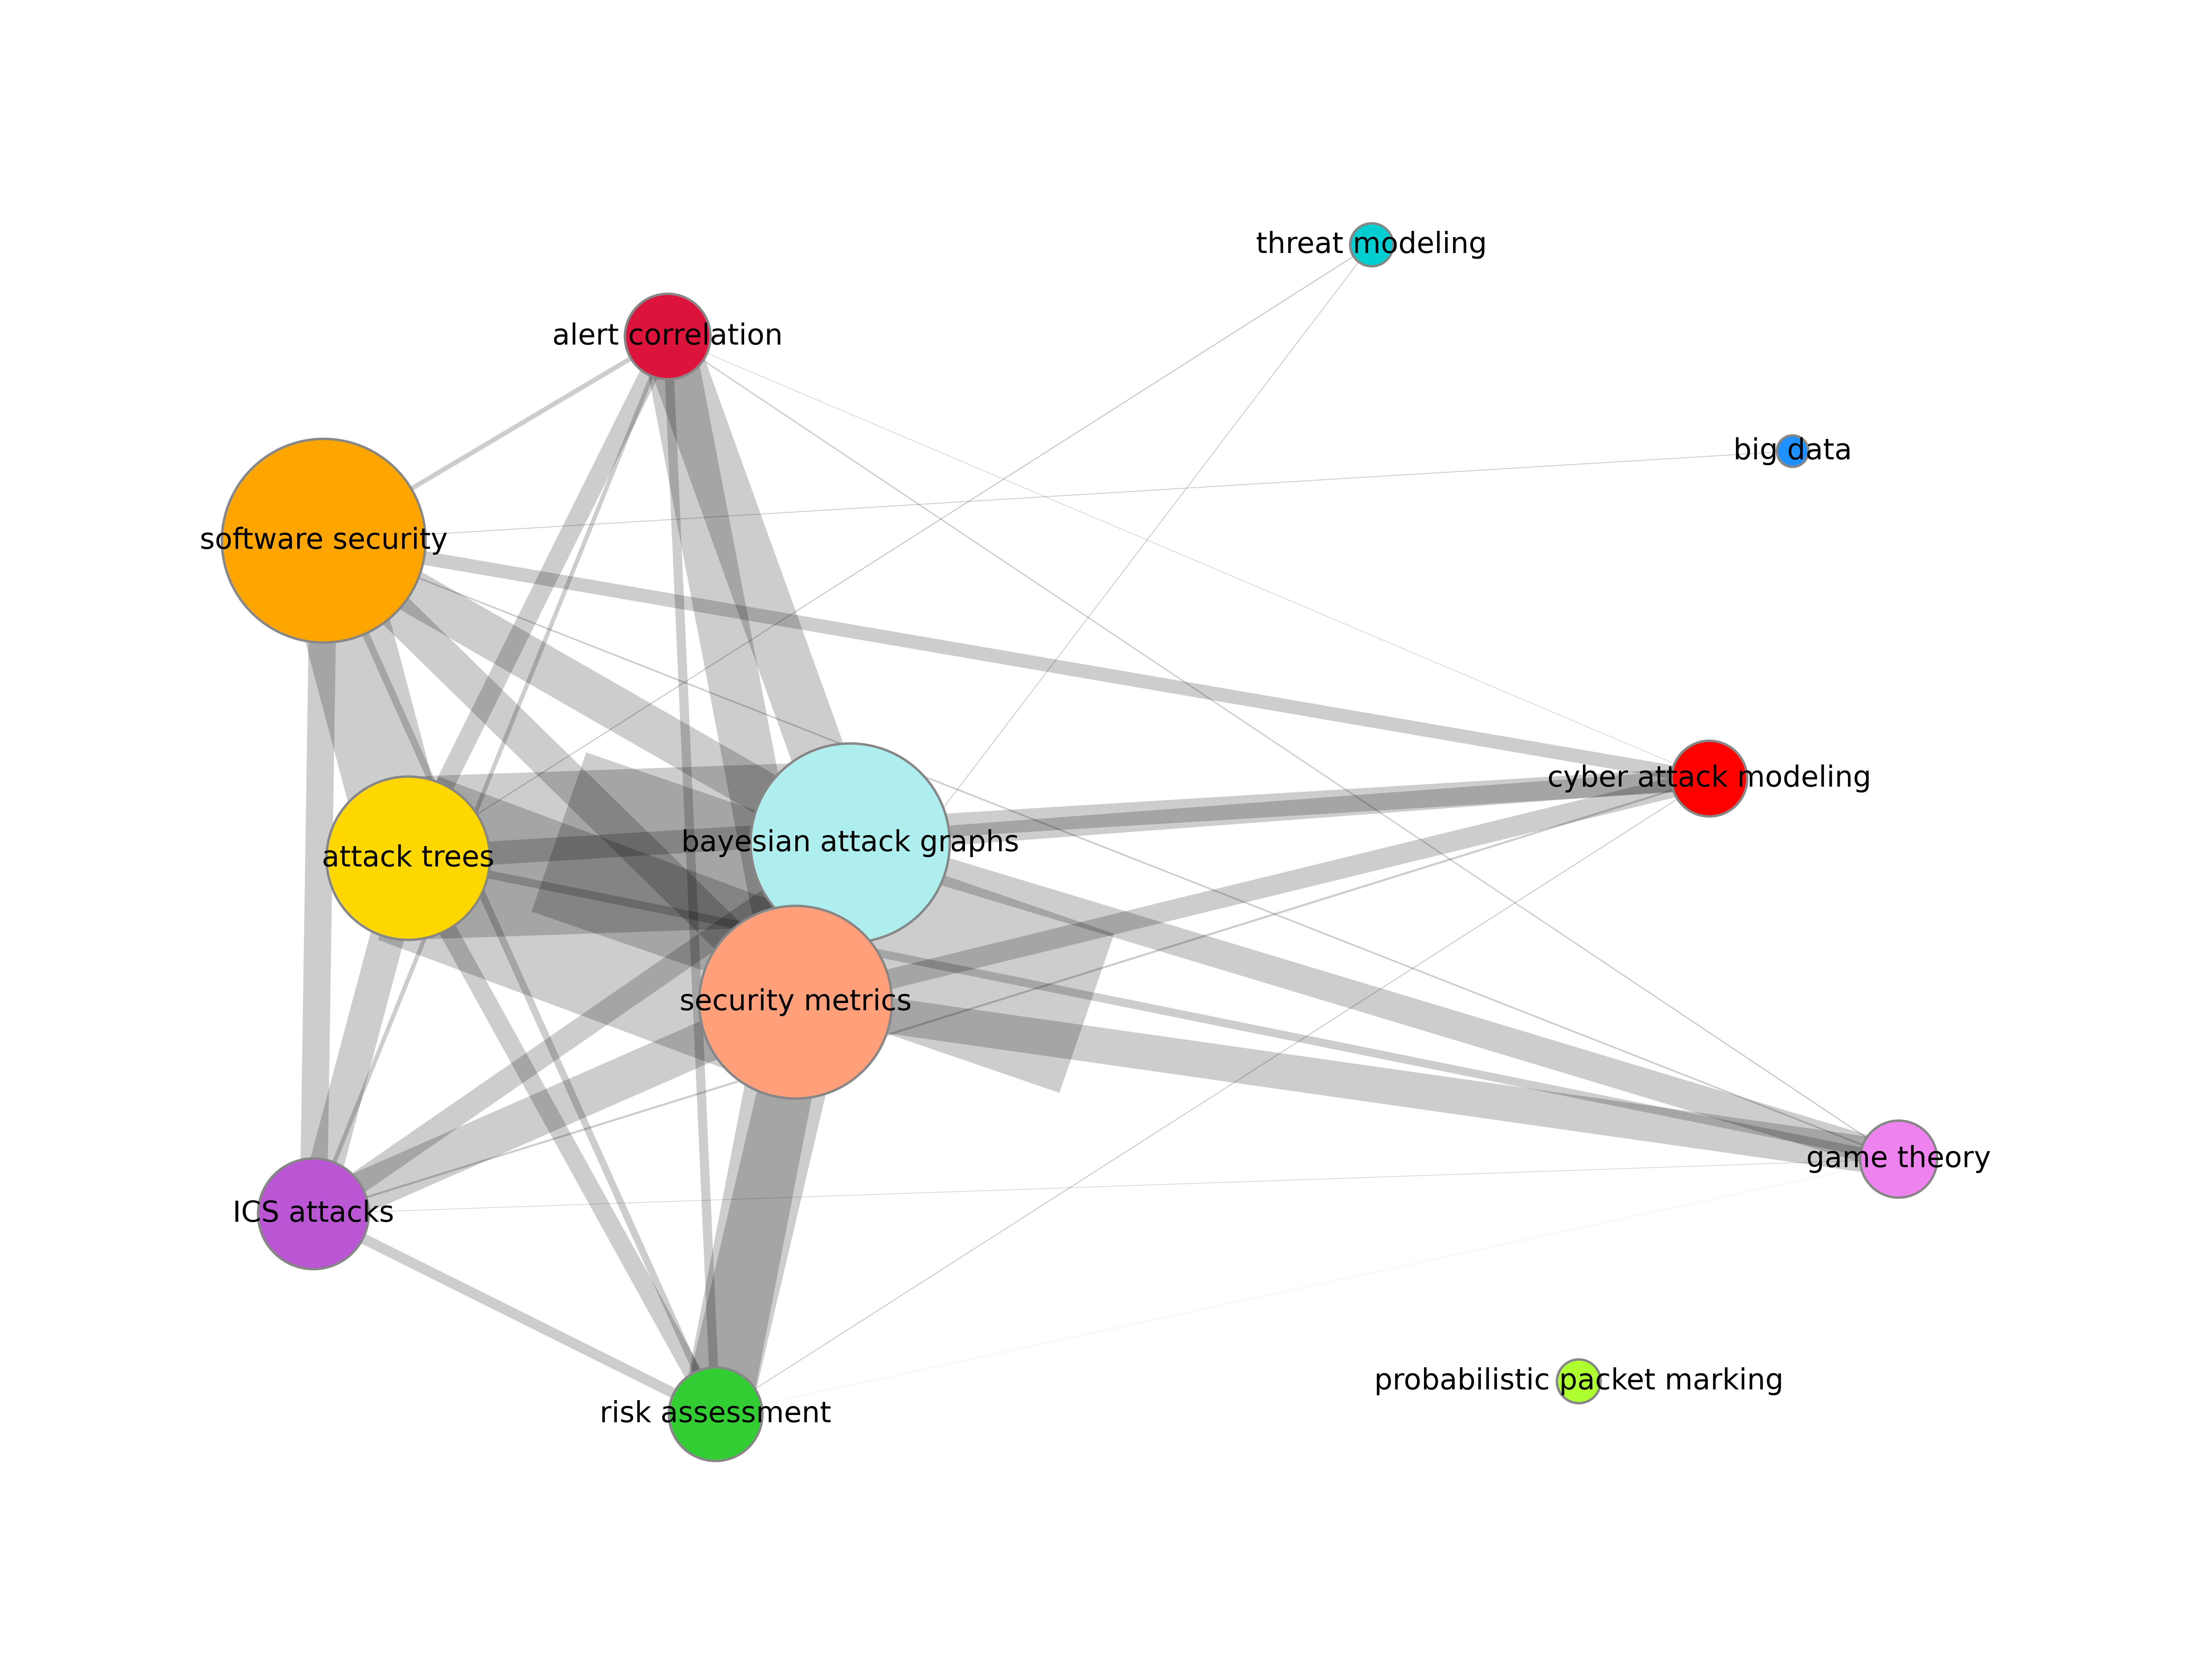 threat modeling
alert correlation
big data
software security
cyber attack modeling
bayesian attack graphs
attack trees
security metrics
game theory
ICS attacks
probabilistic packet marking
risk assessment